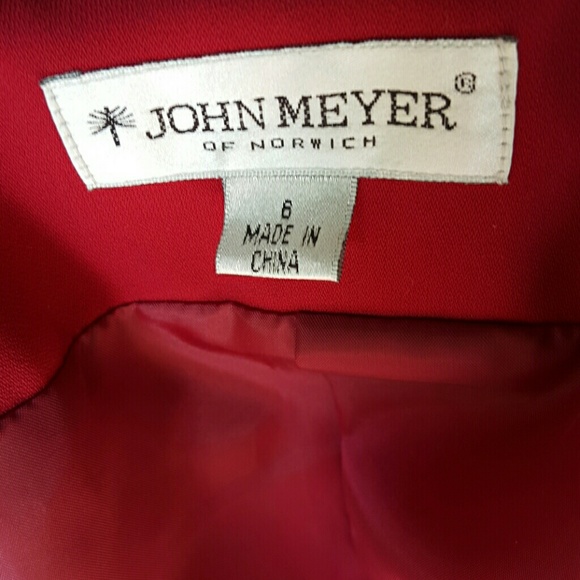 JOHN MEYER®
OF NORWICH
6
MADE IN
CHINA